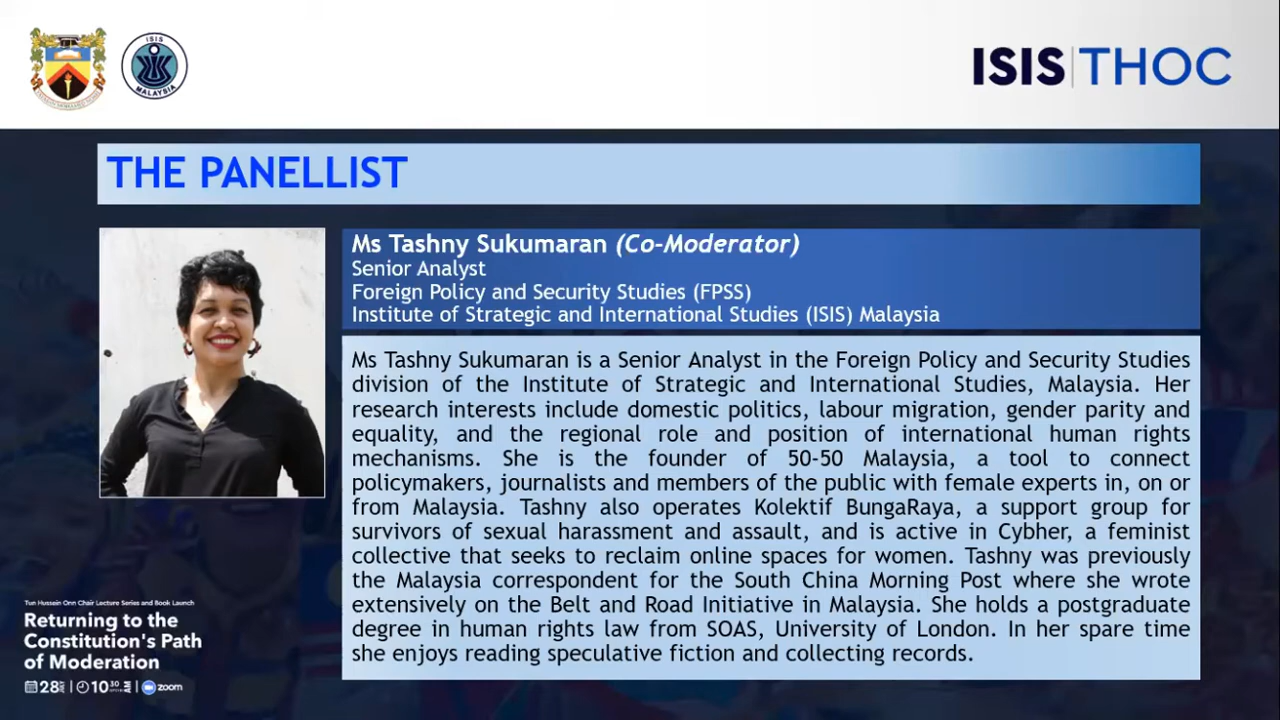 ISIS
MALAYSIA
ISIS THOC
THE PANELLIST
Ms Tashny Sukumaran (Co-Moderator)
Senior Analyst
Foreign Policy and Security Studies (FPSS)
Institute of Strategic and International Studies (ISIS) Malaysia
Ms Tashny Sukumaran is a Senior Analyst in the Foreign Policy and Security Studies
division of the Institute of Strategic and International Studies, Malaysia. Her
research interests include domestic politics, labour migration, gender parity and
equality, and the regional role and position of international human rights
mechanisms. She is the founder of 50-50 Malaysia, a tool to connect
policymakers, journalists and members of the public with female experts in, on or
from Malaysia. Tashny also operates Kolektif BungaRaya, a support group for
survivors of sexual harassment and assault, and is active in Cybher, a feminist
collective that seeks to reclaim online spaces for women. Tashny was previously
the Malaysia correspondent for the South China Morning Post where she wrote
extensively on the Belt and Road Initiative in Malaysia. She holds a postgraduate
degree in human rights law from SOAS, University of London. In her spare time
she enjoys reading speculative fiction and collecting records.
Tun Hussein Onn Chair Lecture Series and Book Launch
Returning to the
Constitution's Path
of Moderation
28 | 10 30 AM | zoom